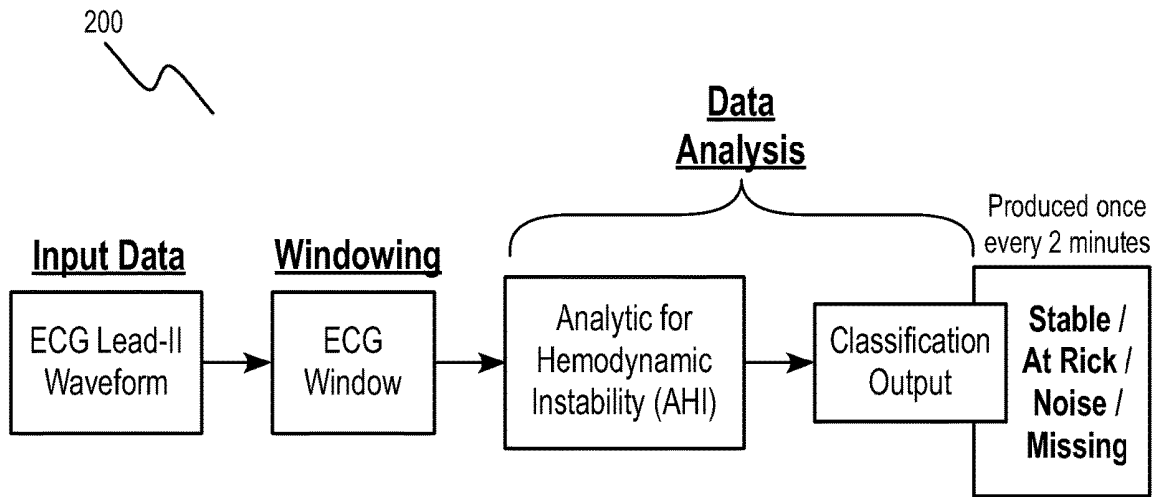 200
Data
Analysis
Produced once
every 2 minutes
Input Data
Windowing
ECG Lead-II
Waveform
ECG
Window
Analytic for
Hemodynamic
Instability (AHI)
Classification
Output
Stable /
At Rick /
Noise /
Missing